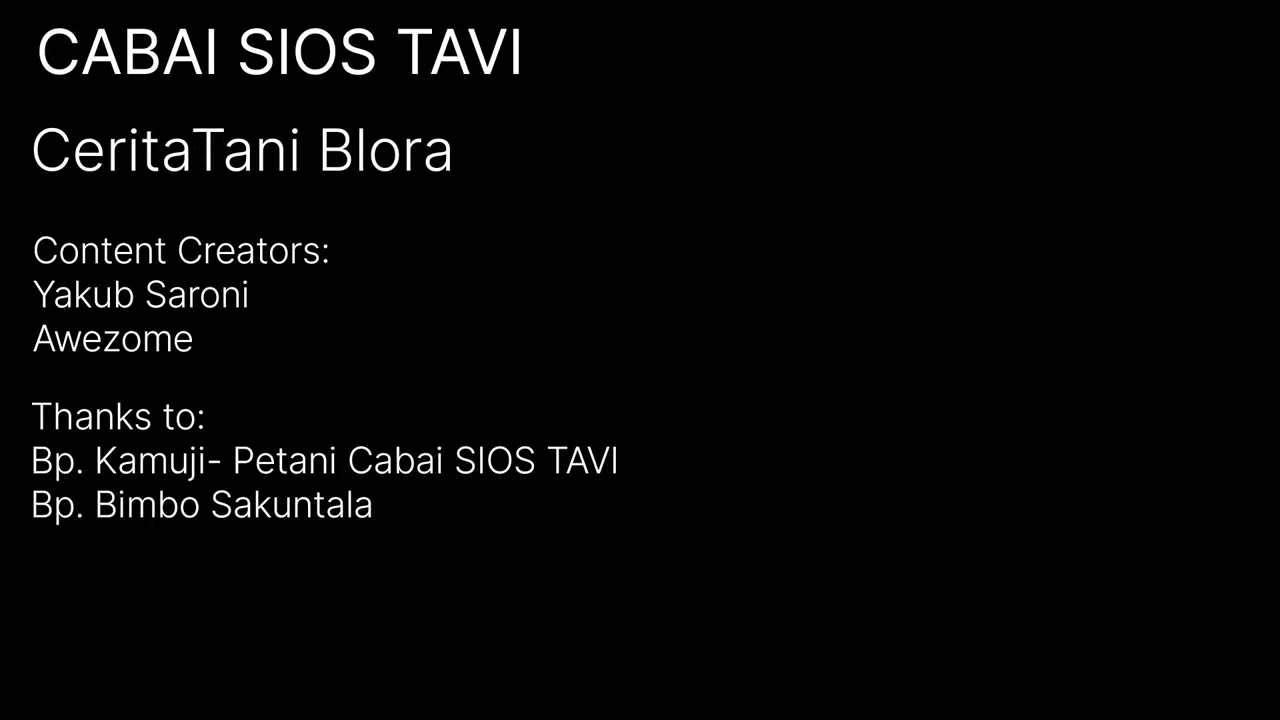 CABAI SIOS TAVI
CeritaTani Blora
Content Creators:
Yakub Saroni
Awezome
Thanks to:
Bp. Kamuji- Petani Cabai SIOS TAVI
Bp. Bimbo Sakuntala